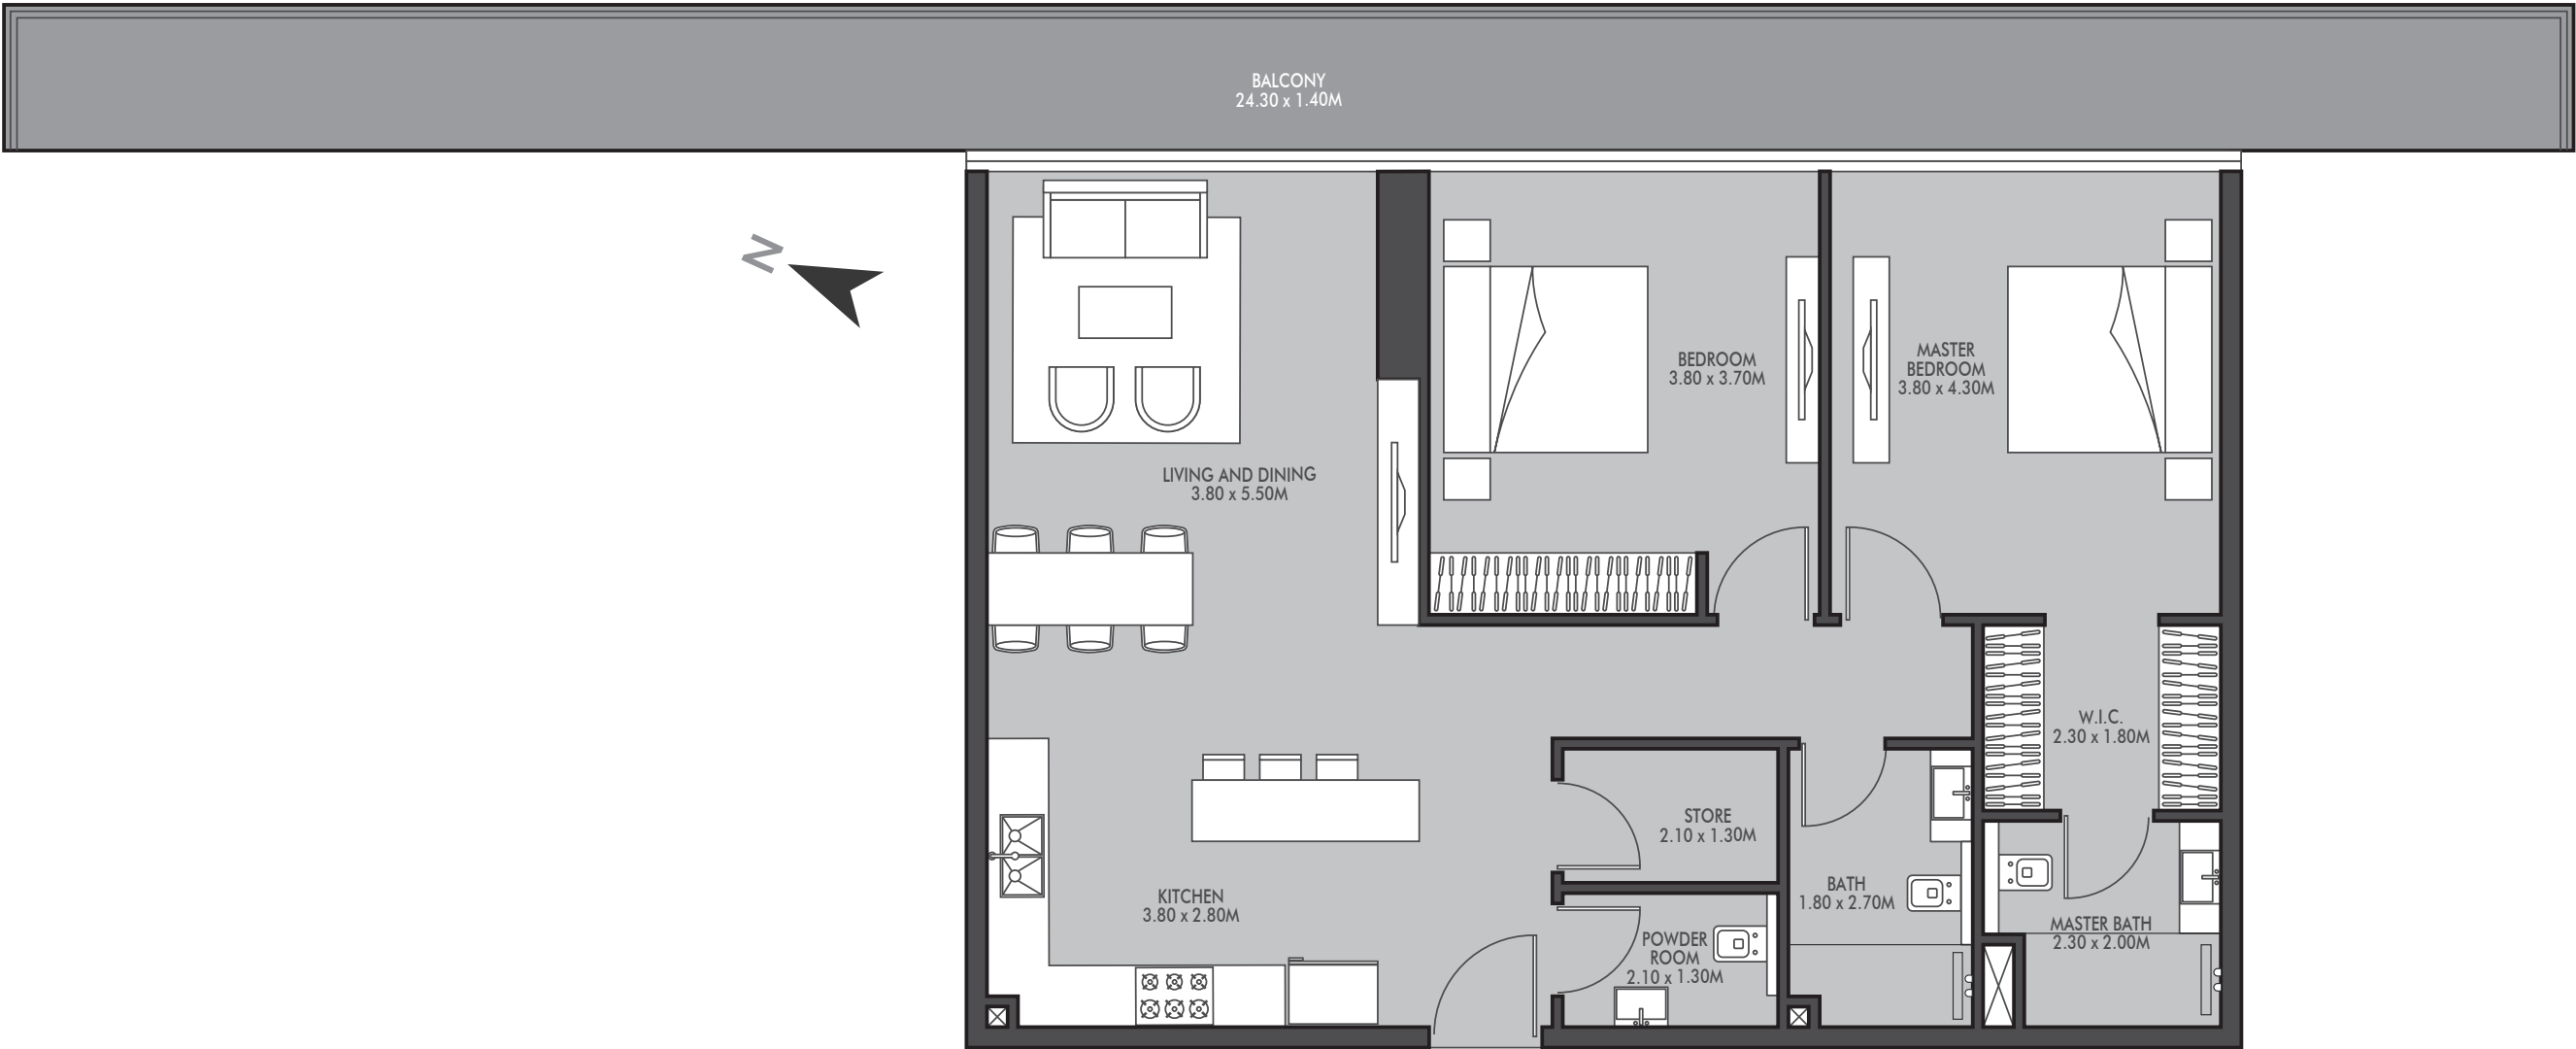 BALCONY
24.30 x 1.40M
N
LIVING AND DINING
3.80 x 5.50M
BEDROOM
3.80 x 3.70M
MASTER
BEDROOM
3.80 x 4.30M
W.I.C.
2.30 x 1.80M
STORE
2.10 x 1.30M
KITCHEN
3.80 x 2.80M
BATH
1.80 x 2.70M
POWDER
ROOM
2.10 x 1.30M
MASTER BATH
2.30 x 2.00M